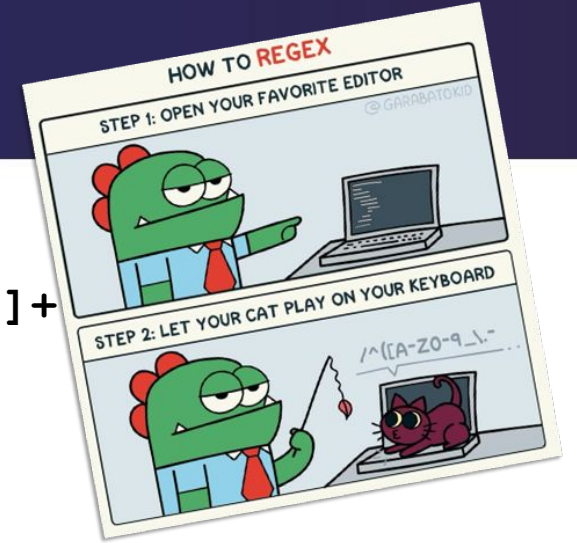 HOW TO REGEX
STEP 1: OPEN YOUR FAVORITE EDITOR
@GARABATOKID
]+
STEP 2: LET YOUR CAT PLAY ON YOUR KEYBOARD
/^([A-Z0-9_\.-